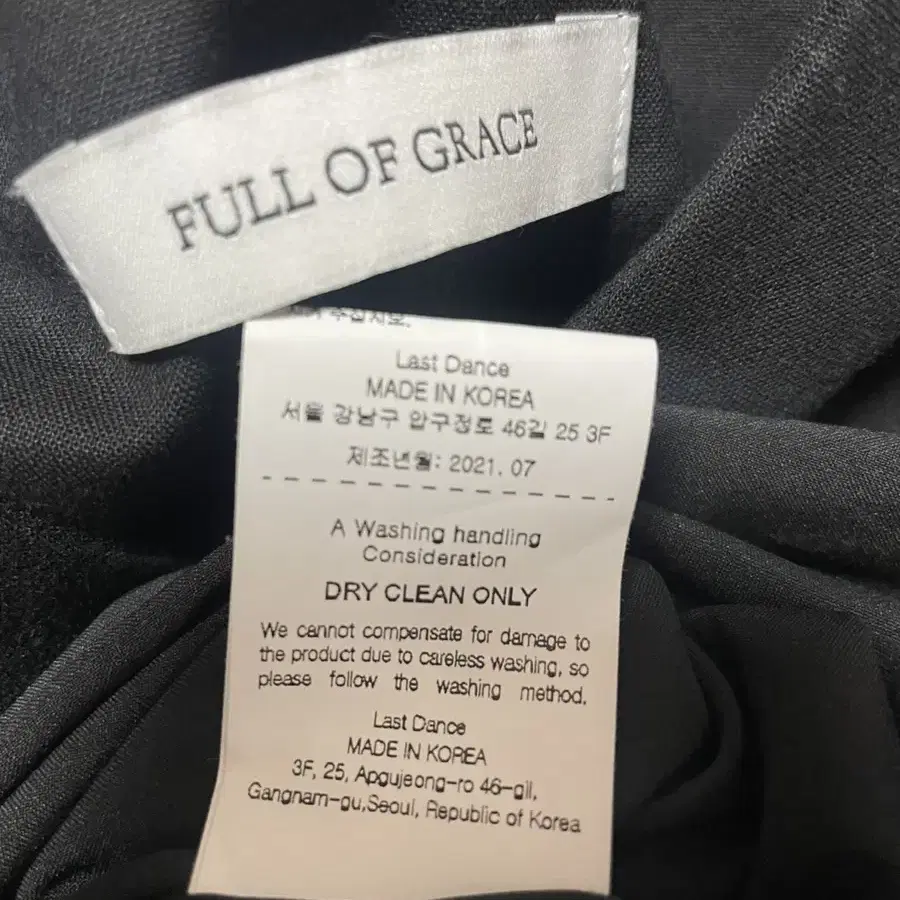 FULL OF GRACE
Last Dance
MADE IN KOREA
서울 강남구 압구정로 46길 25 3F
제조년월: 2021. 07
A Washing handling
Consideration
DRY CLEAN ONLY
We cannot compensate for damage to
the product due to careless washing, so
please follow the washing method.
Last Dance
MADE IN KOREA
3F, 25, Apgujeong-ro 46-gil,
Gangnam-gu,Seoul, Republic of Korea